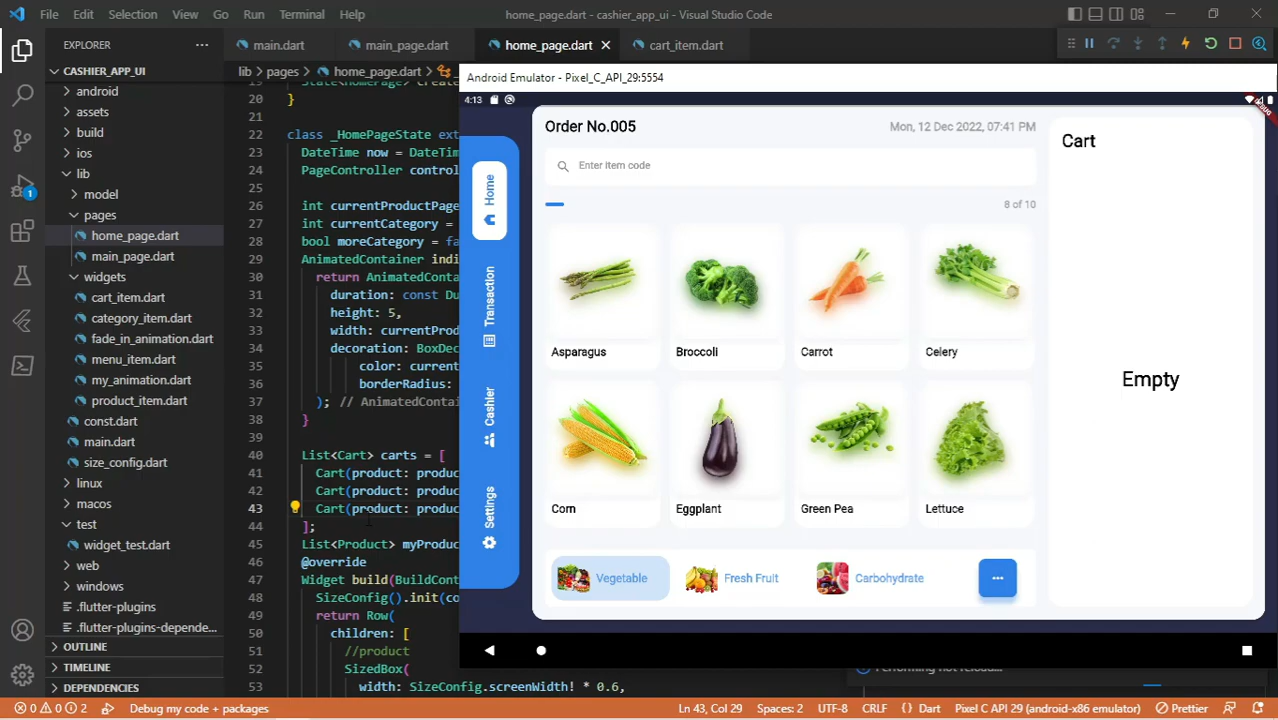 File Edit Selection View Go Run Terminal Help
home_page.dart - cashier_app_ui - Visual Studio Code
EXPLORER
main.dart
main_page.dart
home_page.dart
cart_item.dart
CASHIER_APP_UI
lib > pages > home_page.dart >
android
assets
build
ios
lib
model
pages
home_page.dart
main_page.dart
widgets
cart_item.dart
category_item.dart
fade_in_animation.dart
menu_item.dart
my_animation.dart
product_item.dart
const.dart
main.dart
size_config.dart
linux
macos
test
widget_test.dart
web
windows
.flutter-plugins
.flutter-plugins-depende...
OUTLINE
TIMELINE
DEPENDENCIES
20 }
21
22 class _HomePageState ext
23 DateTime now = DateTim
24 PageController control
25
26 int currentProductPage
27 int currentCategory =
28 bool moreCategory = fa
29 AnimatedContainer indi
30 return AnimatedConta
31 duration: const Du
32 height: 5,
33 width: currentProd
34 decoration: BoxDec
35 color: current
36 borderRadius:
37 ); // AnimatedContai
38 }
39
40 List<Cart> carts = [
41 Cart(product: produc
42 Cart(product: produc
43 Cart(product: produc
44 ];
45 List<Product> myProduc
46 @override
47 Widget build(BuildCont
48 SizeConfig().init(co
49 return Row(
50 children: [
51 //product
52 SizedBox(
53 width: SizeConfig.screenWidth! * 0.6,
Android Emulator - Pixel_C_API_29:5554
4:13
Order No.005
Mon, 12 Dec 2022, 07:41 PM
Enter item code
8 of 10
Home
Transaction
Cashier
Settings
Asparagus
Broccoli
Carrot
Celery
Corn
Eggplant
Green Pea
Lettuce
Vegetable
Fresh Fruit
Carbohydrate
...
Cart
Empty
Performing hot reload...
0 0 2 Debug my code + packages
Ln 43, Col 29 Spaces: 2 UTF-8 CRLF {} Dart Pixel C API 29 (android-x86 emulator) Prettier